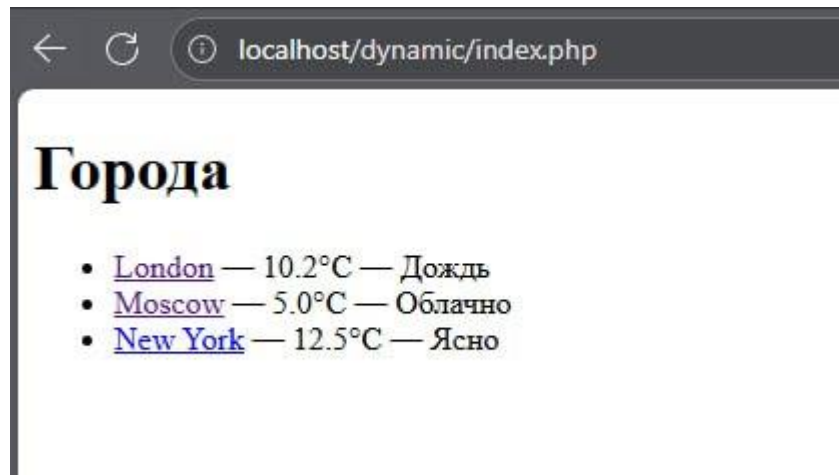 localhost/dynamic/index.php
Города
London — 10.2°C — Дождь
Moscow — 5.0°C — Облачно
New York — 12.5°C — Ясно